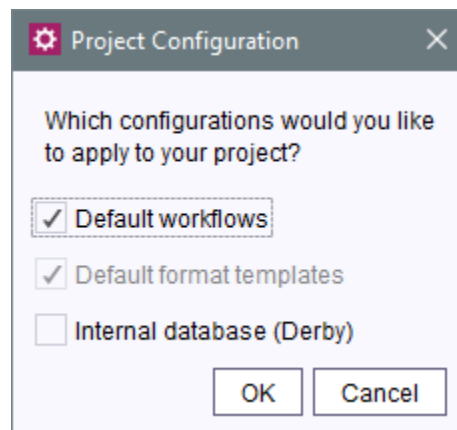 Project Configuration
Which configurations would you like
to apply to your project?
Default workflows
Default format templates
Internal database (Derby)
OK Cancel